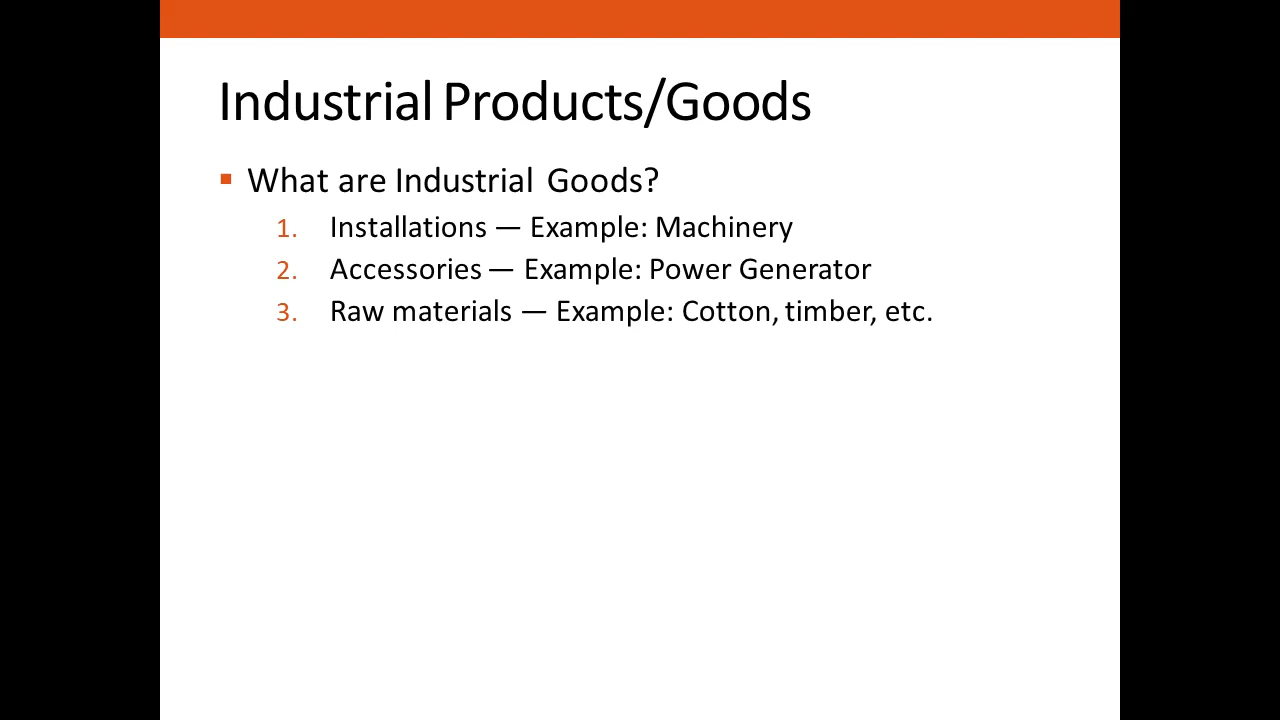 Industrial Products/Goods
▪ What are Industrial Goods?
1. Installations — Example: Machinery
2. Accessories — Example: Power Generator
3. Raw materials — Example: Cotton, timber, etc.